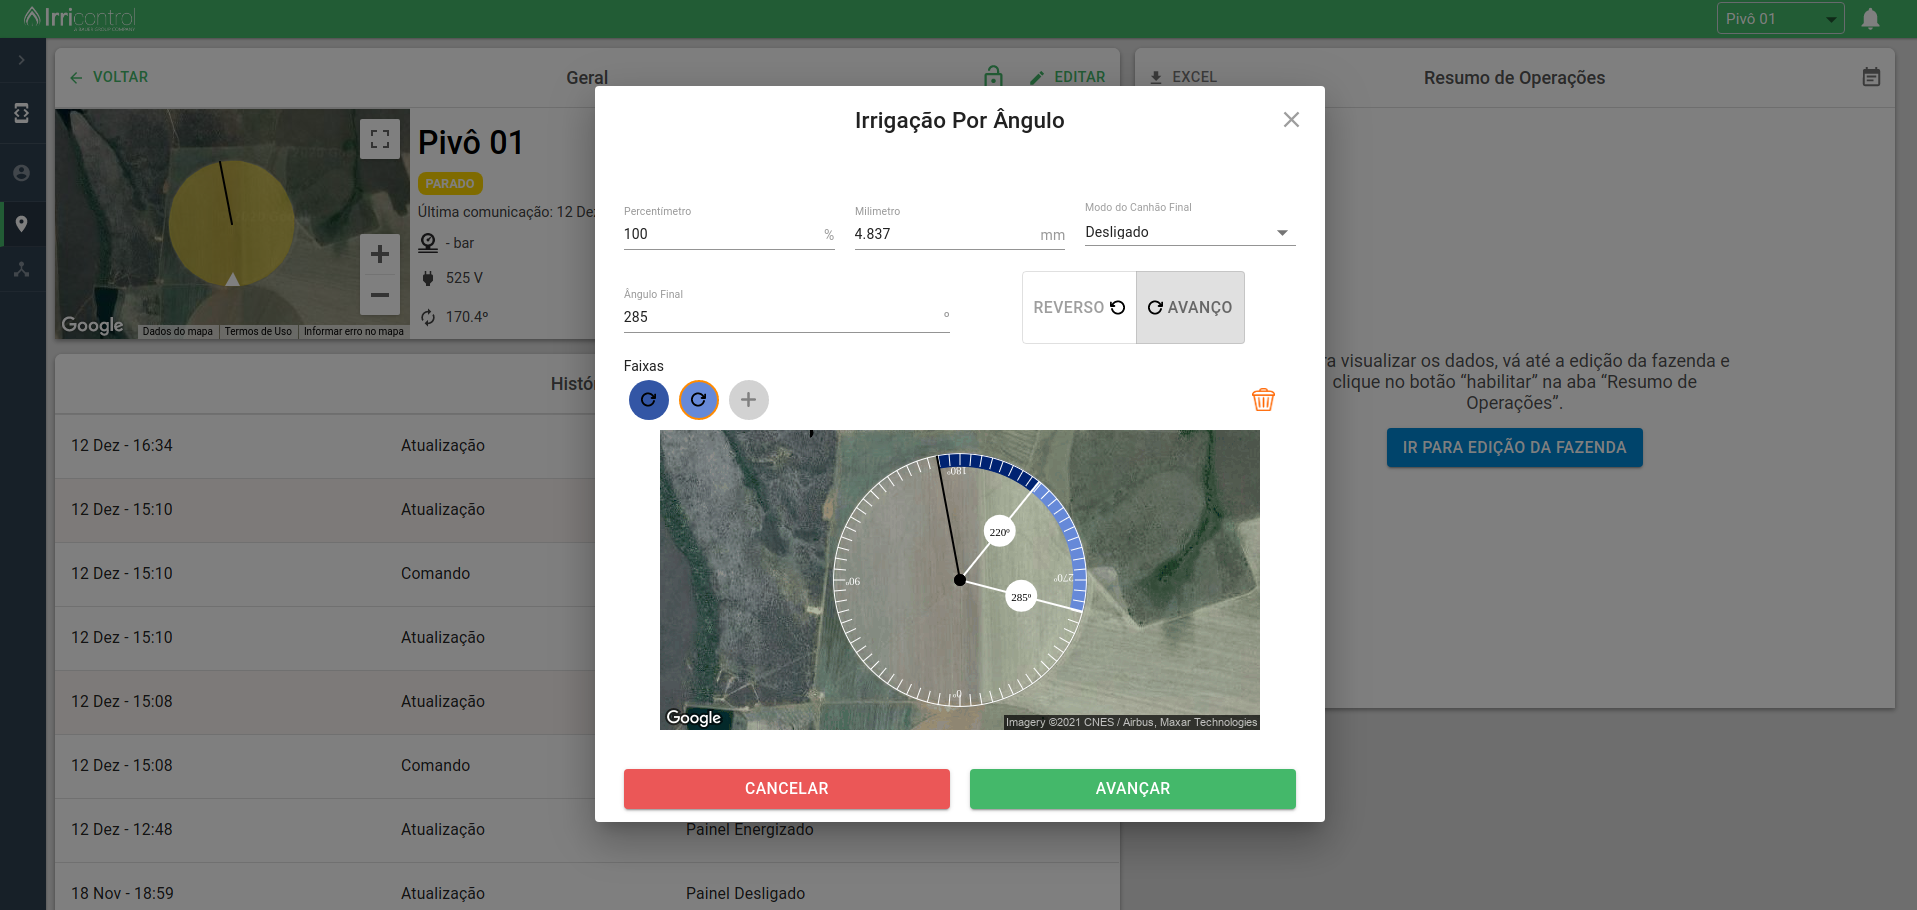 Irricontrol
Pivô 01
VOLTAR
Geral
EDITAR
EXCEL
Resumo de Operações
Pivô 01
PARADO
Última comunicação: 12 De
- bar
525 V
170.4º
Google
Dados do mapa
Termos de Uso
Informar erro no mapa
Histó
12 Dez - 16:34 Atualização
12 Dez - 15:10 Atualização
12 Dez - 15:10 Comando
12 Dez - 15:10 Atualização
12 Dez - 15:08 Atualização
12 Dez - 15:08 Comando
12 Dez - 12:48 Atualização Painel Energizado
18 Nov - 18:59 Atualização Painel Desligado
Irrigação Por Ângulo
Percentímetro
100 %
Milimetro
4.837 mm
Modo do Canhão Final
Desligado
Ângulo Final
285 º
REVERSO
AVANÇO
Faixas
180º
220º
270º
90º
285º
0º
Google
Imagery ©2021 CNES / Airbus, Maxar Technologies
CANCELAR
AVANÇAR
ra visualizar os dados, vá até a edição da fazenda e
clique no botão “habilitar” na aba “Resumo de
Operações”.
IR PARA EDIÇÃO DA FAZENDA